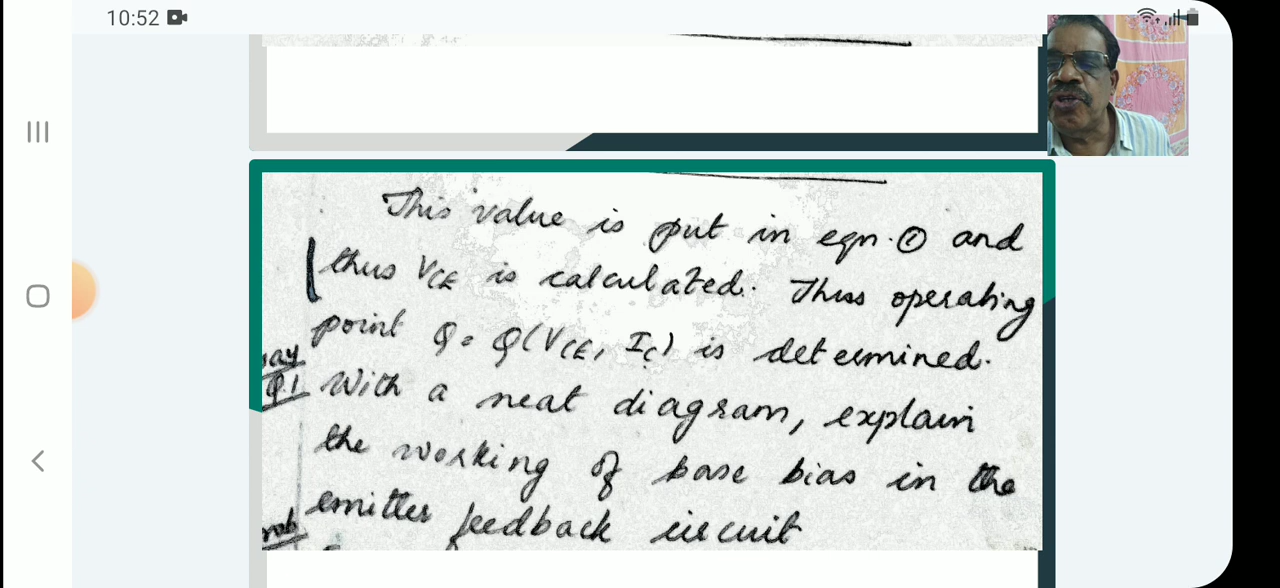 10:52
This value is put in eqn. ① and
thus VCE is calculated. Thus operating
point Q = Q(VCE, IC) is determined.
Q.1 With a neat diagram, explain
the working of base bias in the
emitter feedback circuit